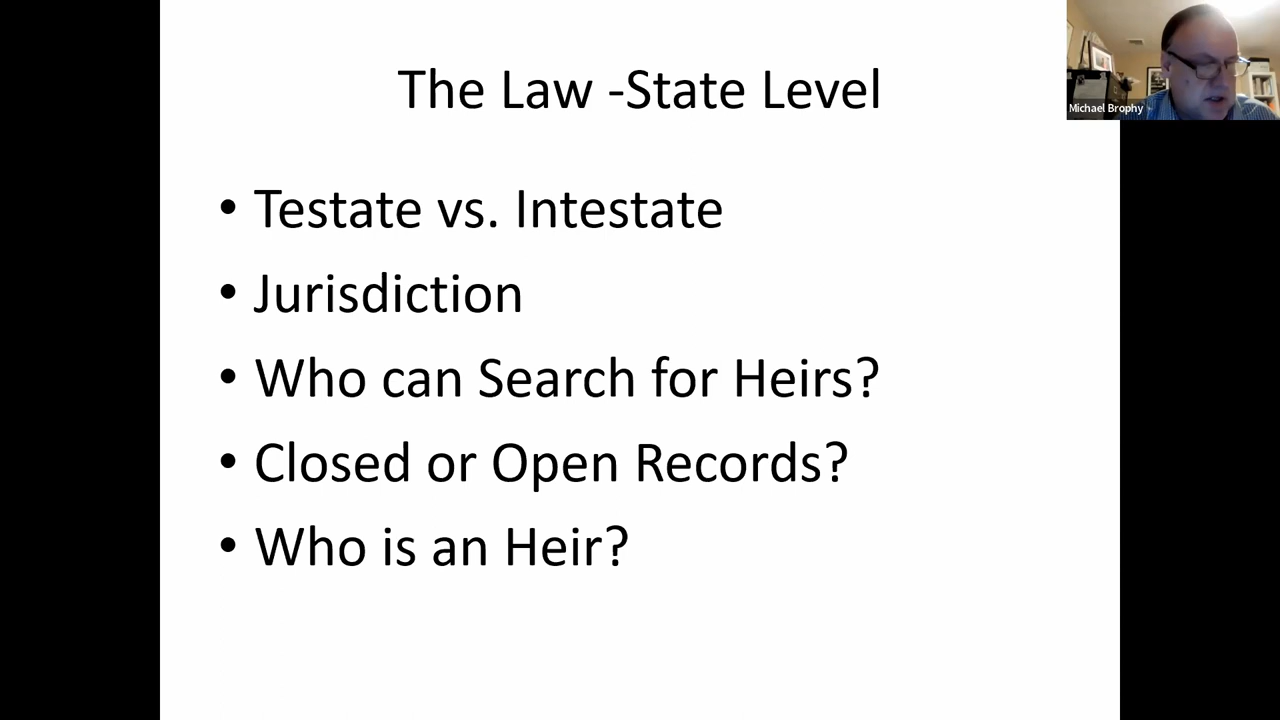 The Law -State Level
Michael Brophy
• Testate vs. Intestate
• Jurisdiction
• Who can Search for Heirs?
• Closed or Open Records?
• Who is an Heir?